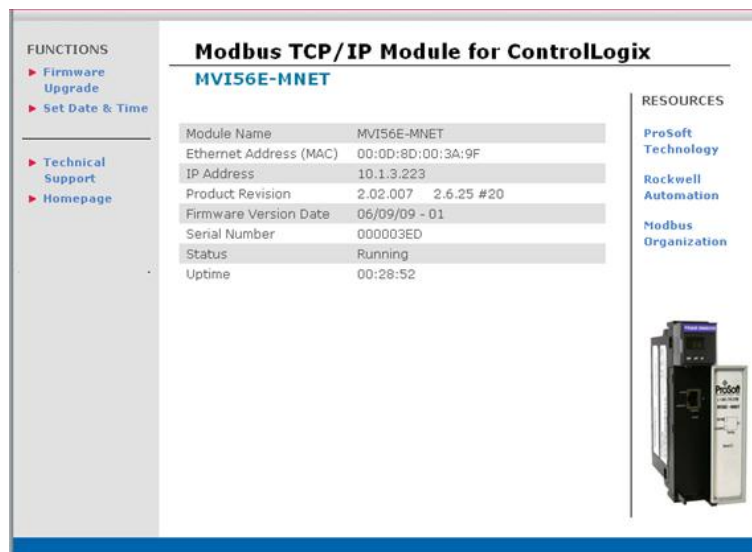 FUNCTIONS
Firmware
Upgrade
Set Date & Time
Technical
Support
Homepage
Modbus TCP/IP Module for ControlLogix
MVI56E-MNET
Module Name MVI56E-MNET
Ethernet Address (MAC) 00:0D:8D:00:3A:9F
IP Address 10.1.3.223
Product Revision 2.02.007 2.6.25 #20
Firmware Version Date 06/09/09 - 01
Serial Number 000003ED
Status Running
Uptime 00:28:52
RESOURCES
ProSoft
Technology
Rockwell
Automation
Modbus
Organization
ProSoft